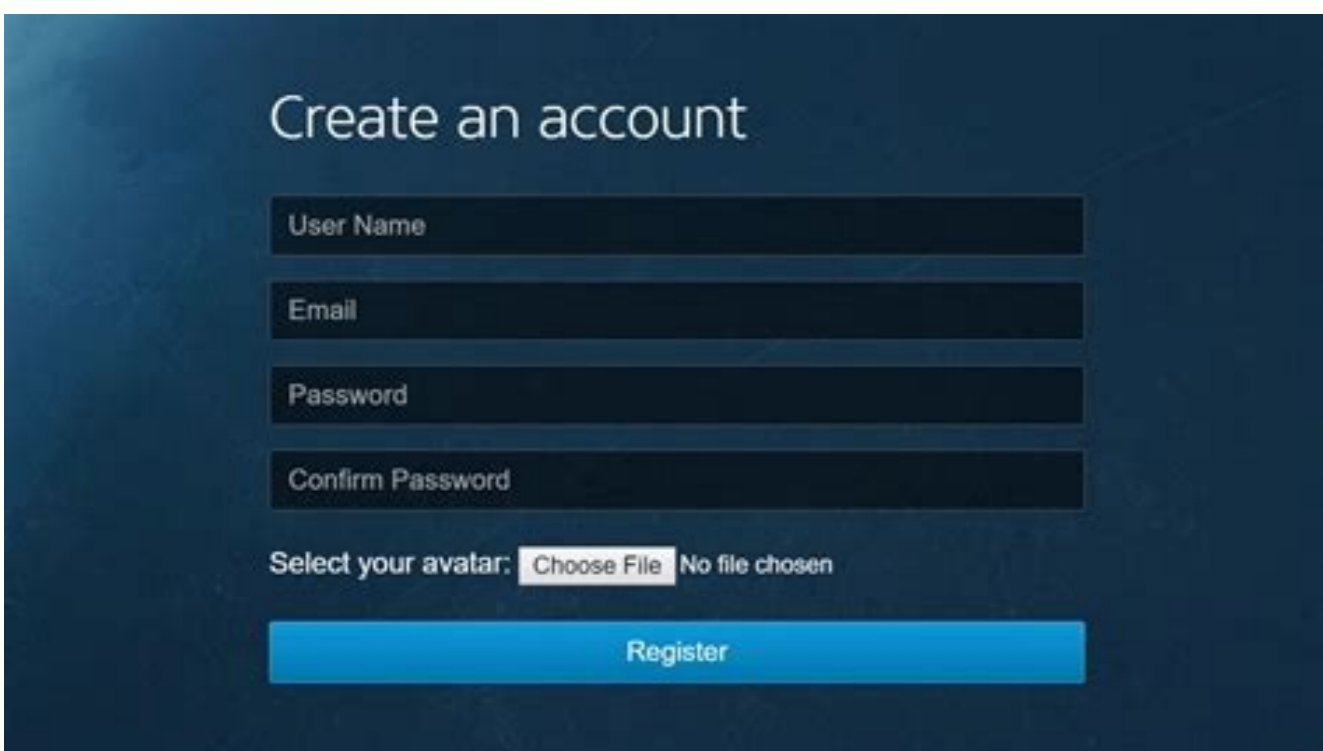 Create an account
User Name
Email
Password
Confirm Password
Select your avatar: Choose File No file chosen
Register